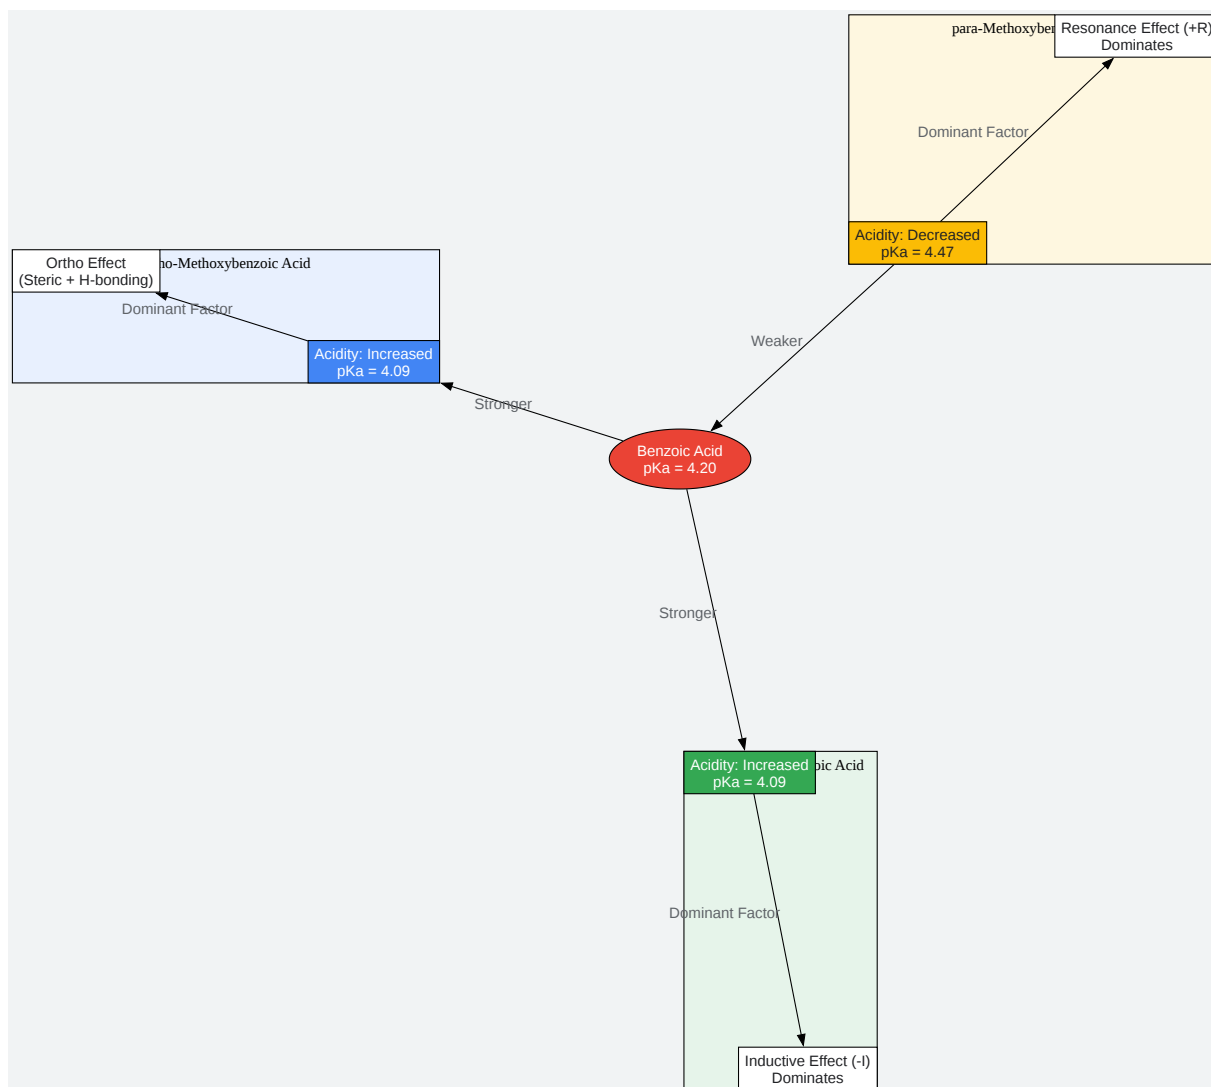 para-Methoxyben
Resonance Effect (+R)
Dominates
Dominant Factor
Acidity: Decreased
pKa = 4.47
Ortho Effect
(Steric + H-bonding)
ho-Methoxybenzoic Acid
Dominant Factor
Acidity: Increased
pKa = 4.09
Weaker
Stronger
Benzoic Acid
pKa = 4.20
Stronger
Acidity: Increased
pKa = 4.09
oic Acid
Dominant Factor
Inductive Effect (-I)
Dominates